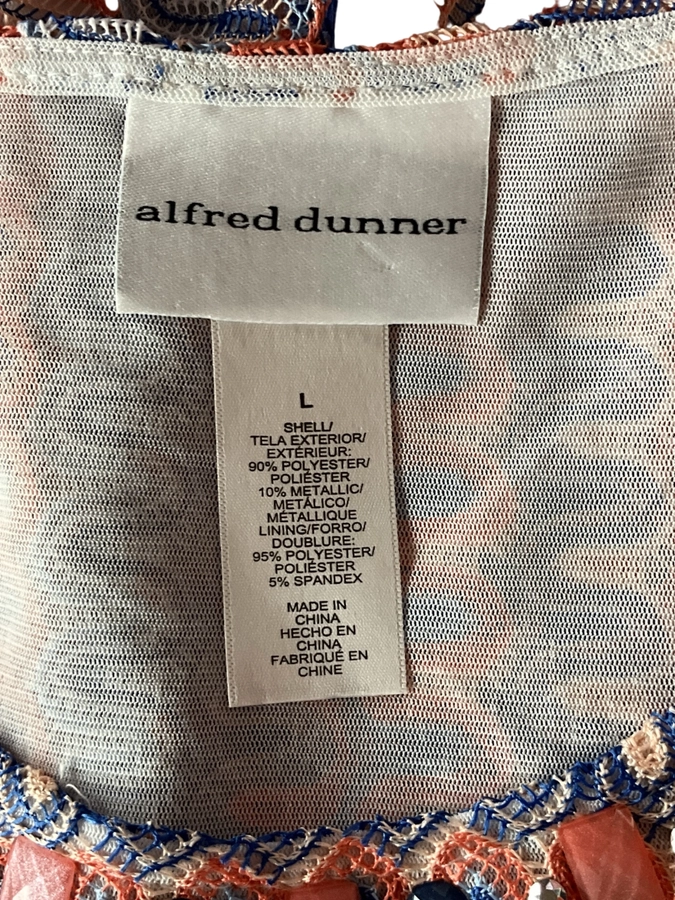 alfred dunner
L
SHELL/
TELA EXTERIOR/
EXTÉRIEUR:
90% POLYESTER/
POLIÉSTER
10% METALLIC/
METÁLICO/
MÉTALLIQUE
LINING/FORRO/
DOUBLURE:
95% POLYESTER/
POLIÉSTER
5% SPANDEX
MADE IN
CHINA
HECHO EN
CHINA
FABRIQUÉ EN
CHINE